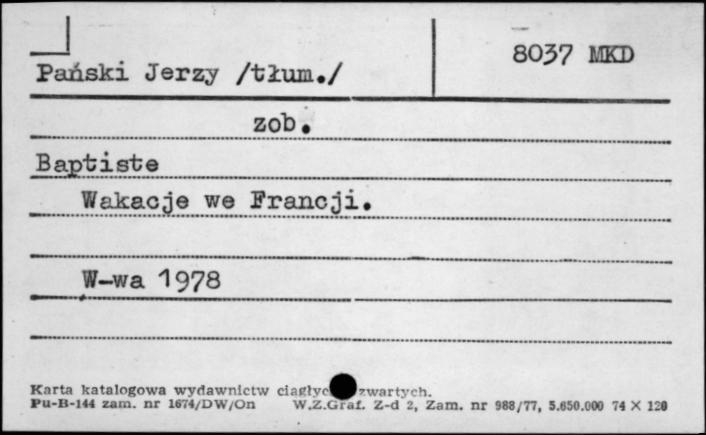 8037 MKD
Pański Jerzy /tłum./
zob.
Baptiste
Wakacje we Francji.
W-wa 1978
Karta katalogowa wydawnictw ciągłyc zwartych.
Pu-B-144 zam. nr 1674/DW/On W.Z.Graf. Z-d 2, Zam. nr 988/77, 5.650.000 74 X 120